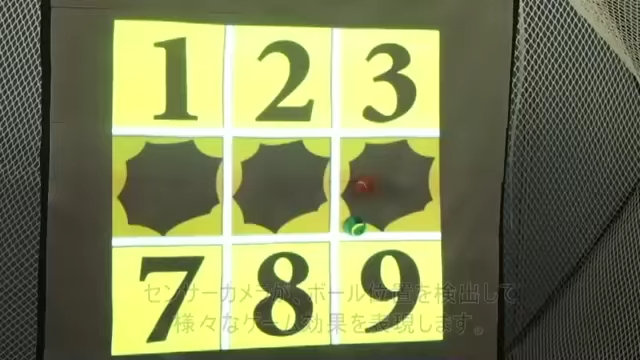 1 2 3
7 8 9
センサーカメラが、ボール位置を検出して
様々なゲーム効果を表現します。